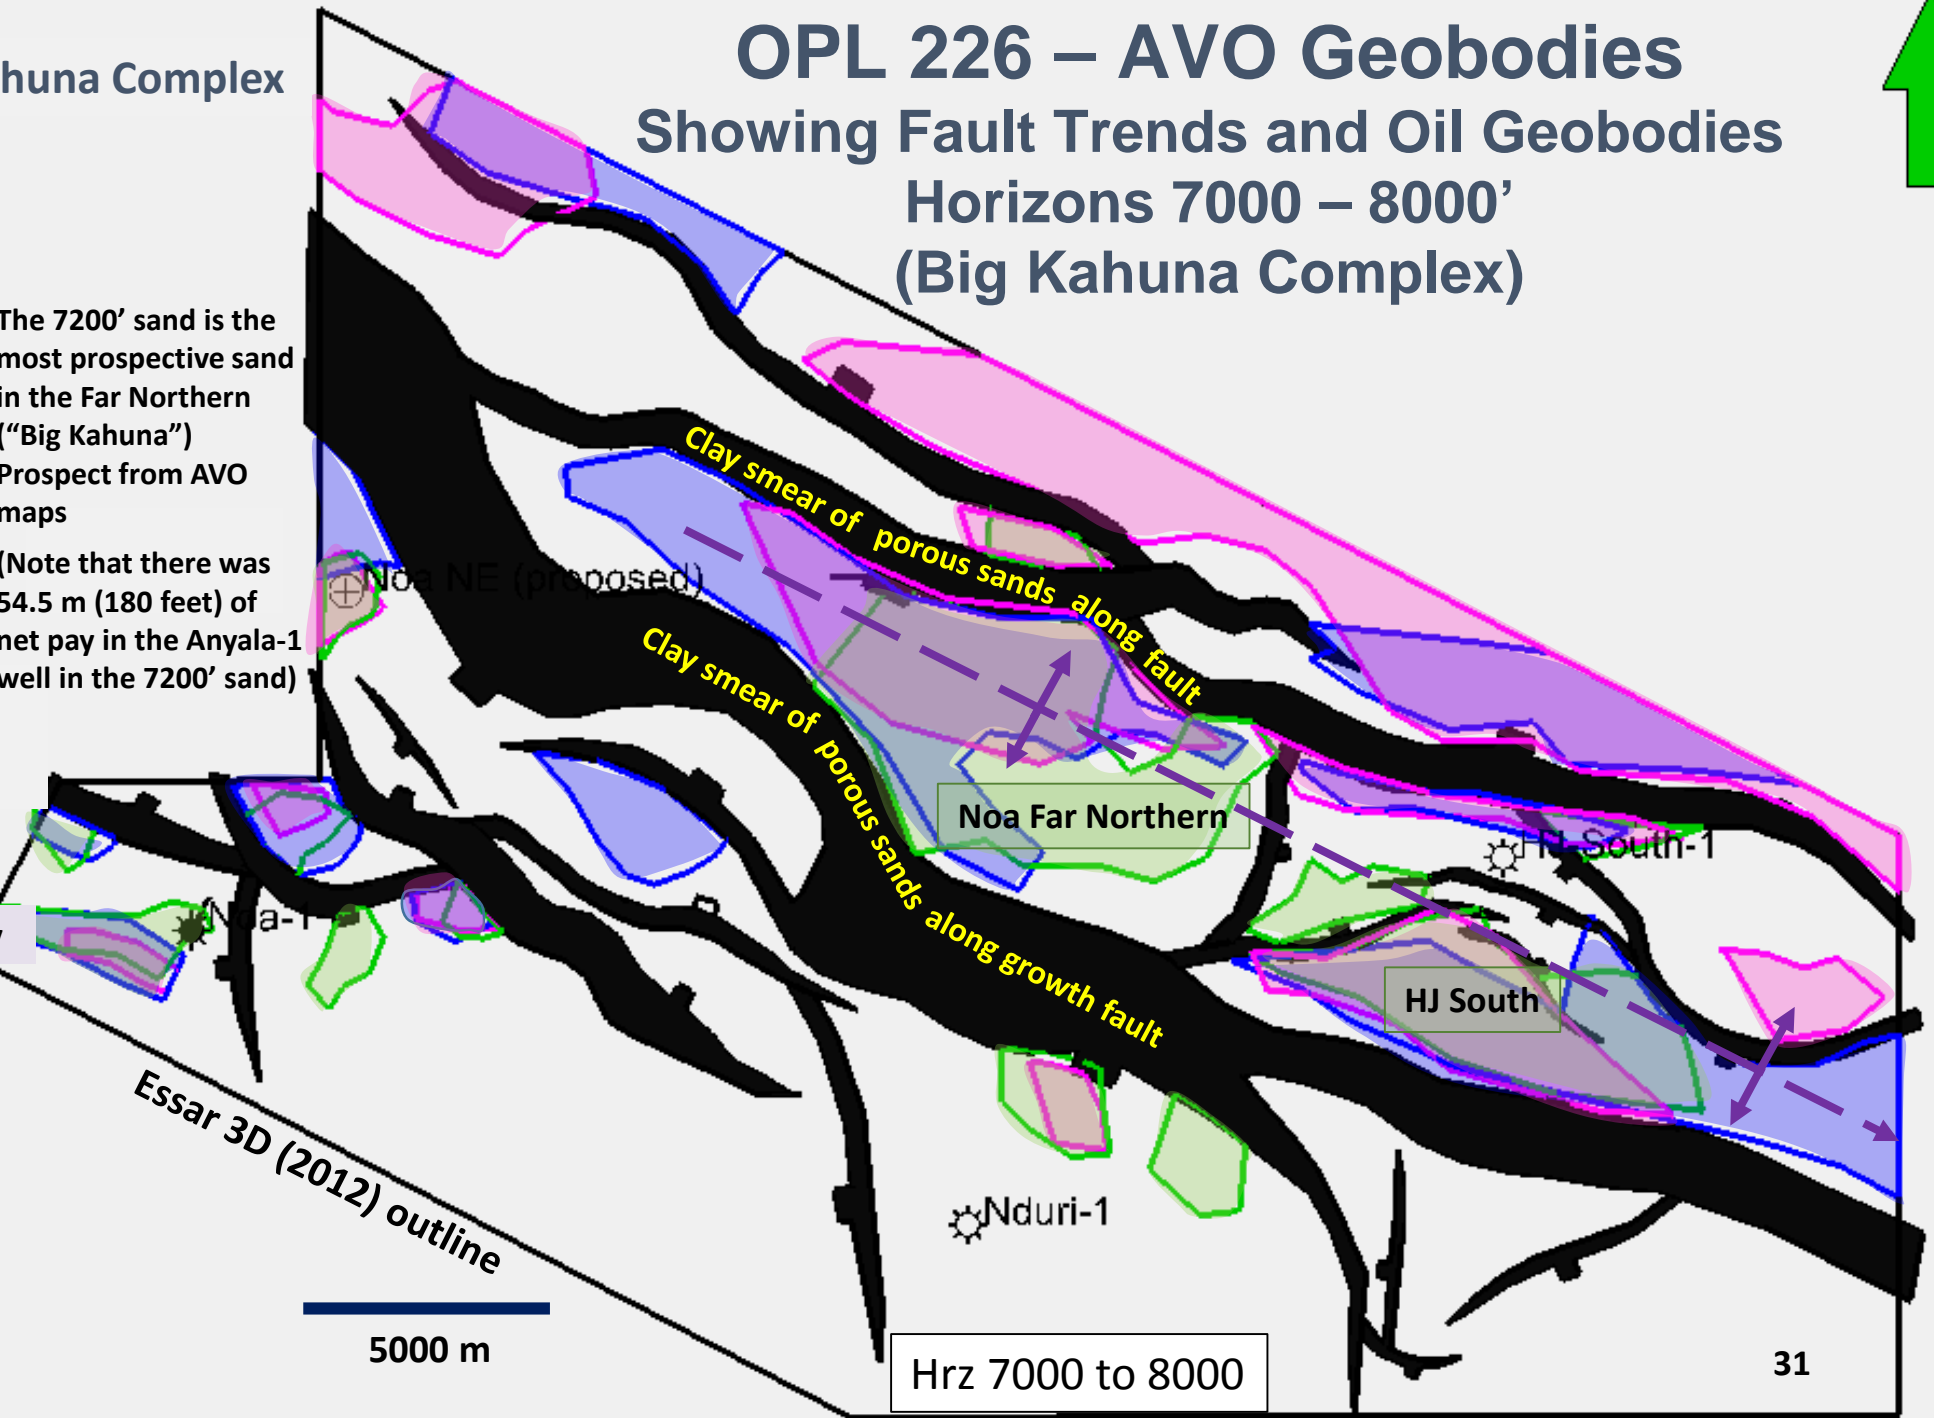 huna Complex
OPL 226 – AVO Geobodies
Showing Fault Trends and Oil Geobodies
Horizons 7000 – 8000’
(Big Kahuna Complex)
The 7200’ sand is the
most prospective sand
in the Far Northern
(“Big Kahuna”)
Prospect from AVO
maps
(Note that there was
54.5 m (180 feet) of
net pay in the Anyala-1
well in the 7200’ sand)
Clay smear of porous sands along fault
Noa NE (proposed)
Clay smear of porous sands along growth fault
Noa Far Northern
HJ South-1
Noa-1
HJ South
Essar 3D (2012) outline
Nduri-1
5000 m
Hrz 7000 to 8000
31